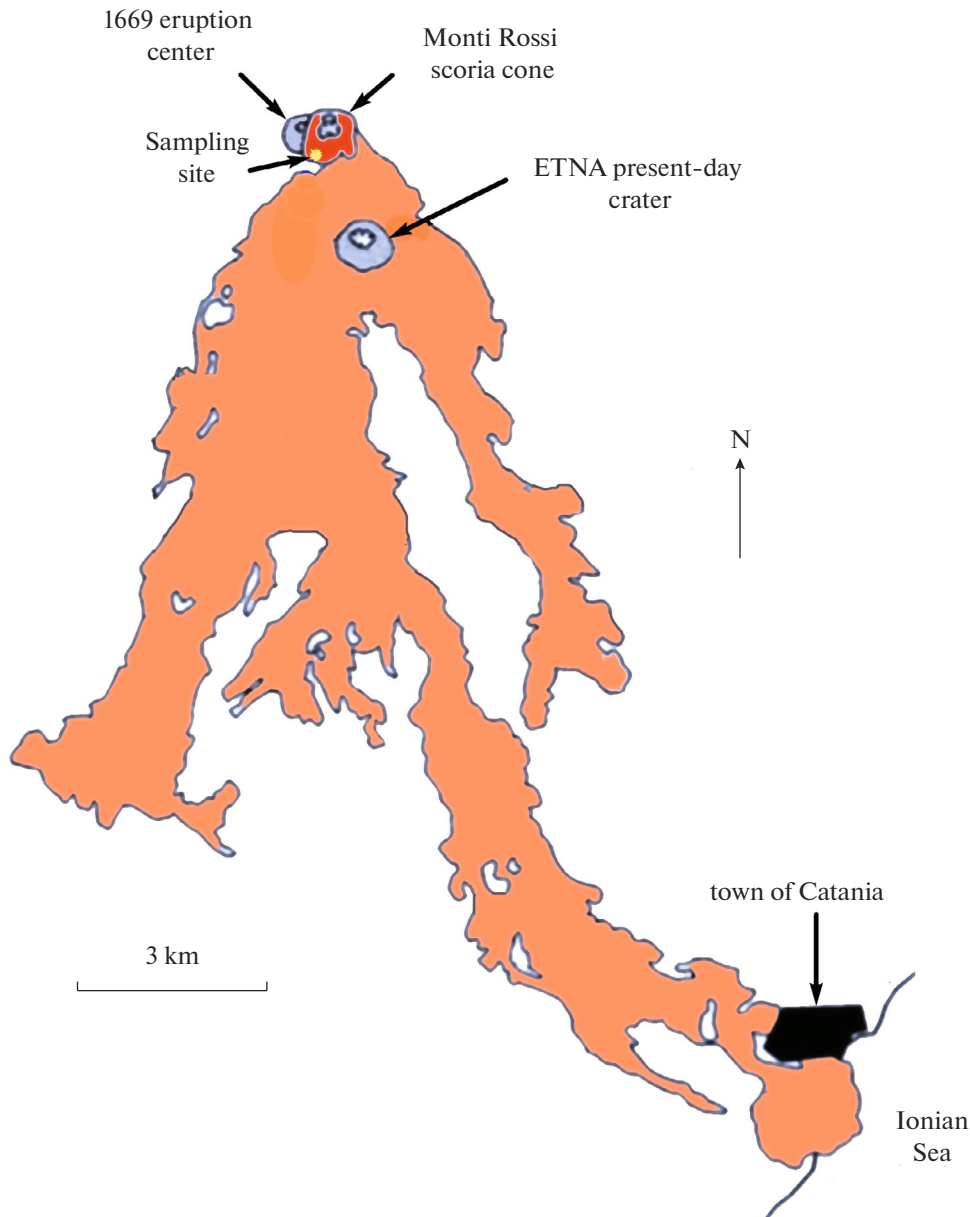 1669 eruption
center
Monti Rossi
scoria cone
Sampling
site
ETNA present-day
crater
N
town of Catania
3 km
Ionian
Sea